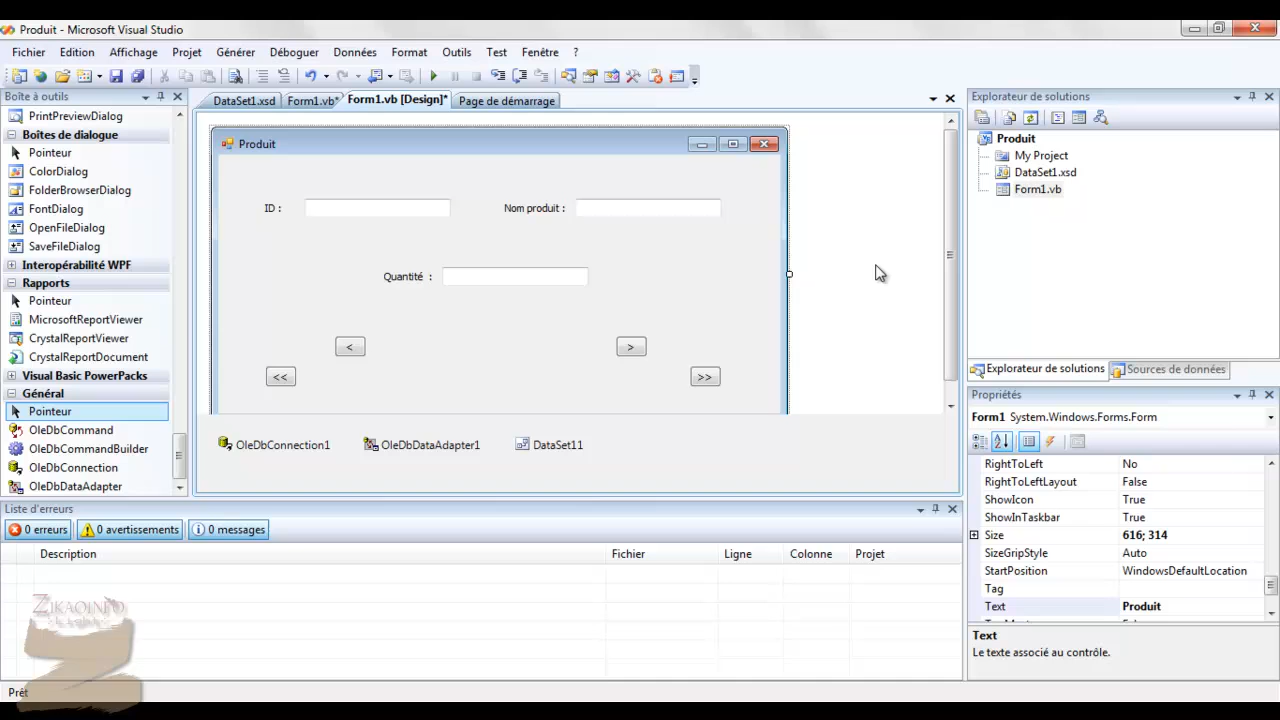 Produit - Microsoft Visual Studio
Fichier Edition Affichage Projet Générer Déboguer Données Format Outils Test Fenêtre ?
Boîte à outils
PrintPreviewDialog
Boîtes de dialogue
Pointeur
ColorDialog
FolderBrowserDialog
FontDialog
OpenFileDialog
SaveFileDialog
Interopérabilité WPF
Rapports
Pointeur
MicrosoftReportViewer
CrystalReportViewer
CrystalReportDocument
Visual Basic PowerPacks
Général
Pointeur
OleDbCommand
OleDbCommandBuilder
OleDbConnection
OleDbDataAdapter
DataSet1.xsd Form1.vb* Form1.vb [Design]* Page de démarrage
Produit
ID : Nom produit :
Quantité :
< >
<< >>
OleDbConnection1 OleDbDataAdapter1 DataSet11
Explorateur de solutions
Produit
My Project
DataSet1.xsd
Form1.vb
Explorateur de solutions Sources de données
Propriétés
Form1 System.Windows.Forms.Form
RightToLeft No
RightToLeftLayout False
ShowIcon True
ShowInTaskbar True
Size 616; 314
SizeGripStyle Auto
StartPosition WindowsDefaultLocation
Tag
Text Produit
Text
Le texte associé au contrôle.
Liste d'erreurs
0 erreurs 0 avertissements 0 messages
Description Fichier Ligne Colonne Projet
ZIKAOINFO
Prêt